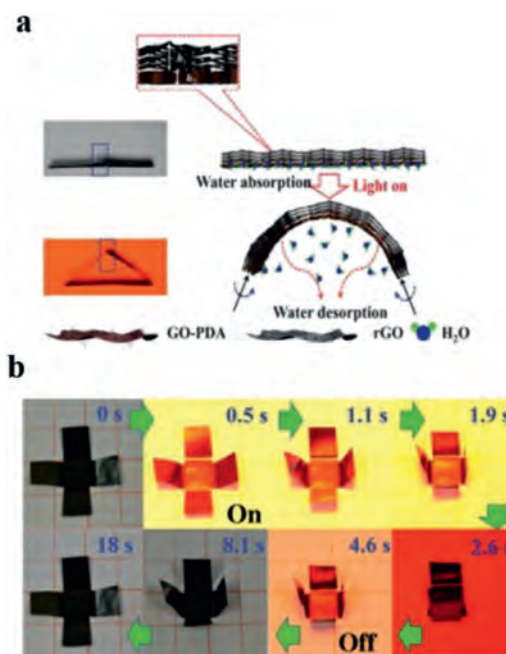 a
Water absorption
Light on
Water desorption
GO-PDA
rGO
H₂O
b
0 s
0.5 s
1.1 s
1.9 s
On
18 s
8.1 s
4.6 s
2.6 s
Off